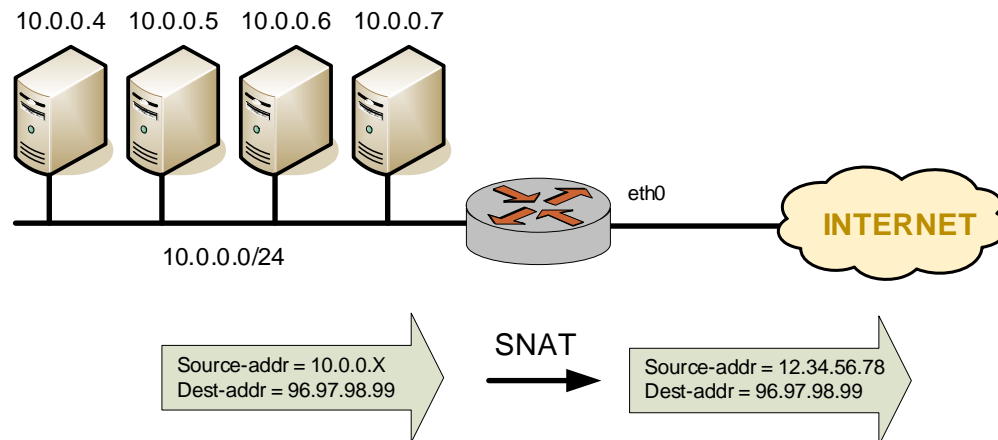 10.0.0.4
10.0.0.5
10.0.0.6
10.0.0.7
eth0
INTERNET
10.0.0.0/24
Source-addr = 10.0.0.X
Dest-addr = 96.97.98.99
SNAT
Source-addr = 12.34.56.78
Dest-addr = 96.97.98.99